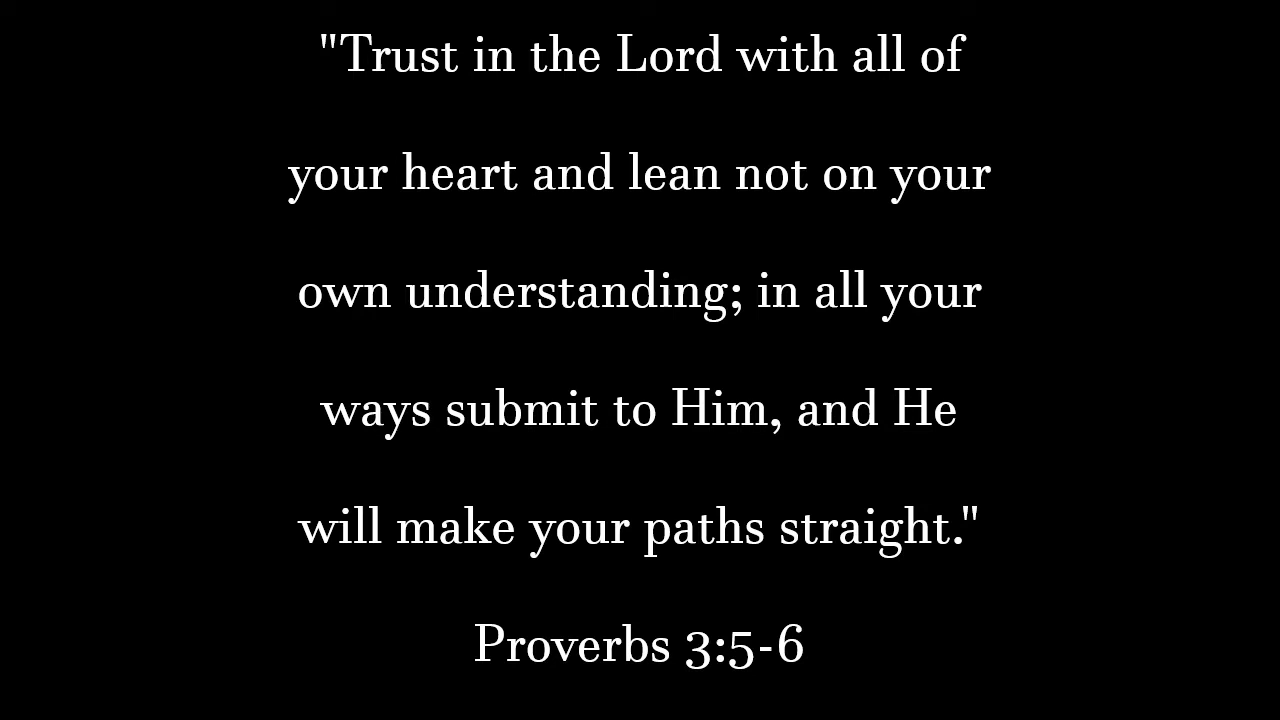 "Trust in the Lord with all of
your heart and lean not on your
own understanding; in all your
ways submit to Him, and He
will make your paths straight."
Proverbs 3:5-6